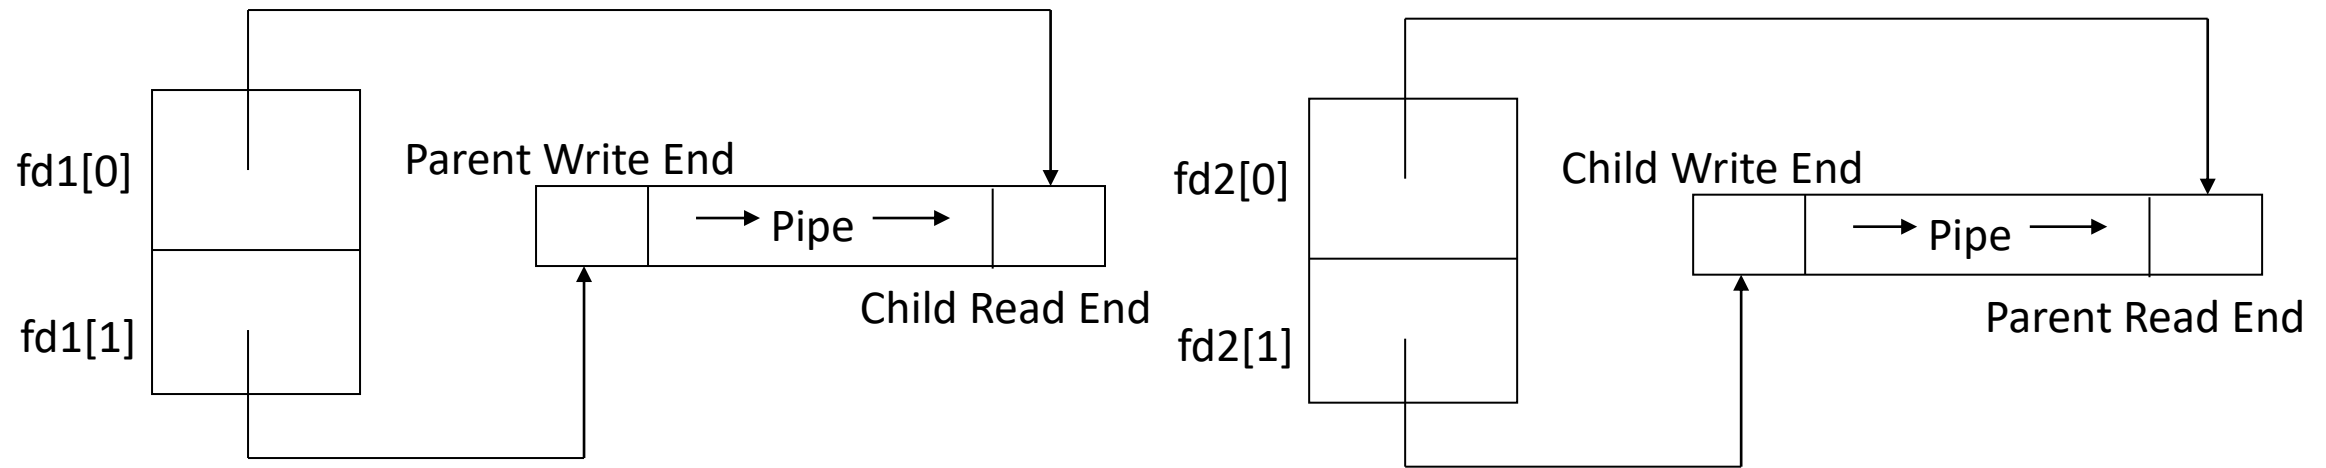 fd1[0]
Parent Write End
Pipe
Child Read End
fd1[1]
fd2[0]
Child Write End
Pipe
Parent Read End
fd2[1]